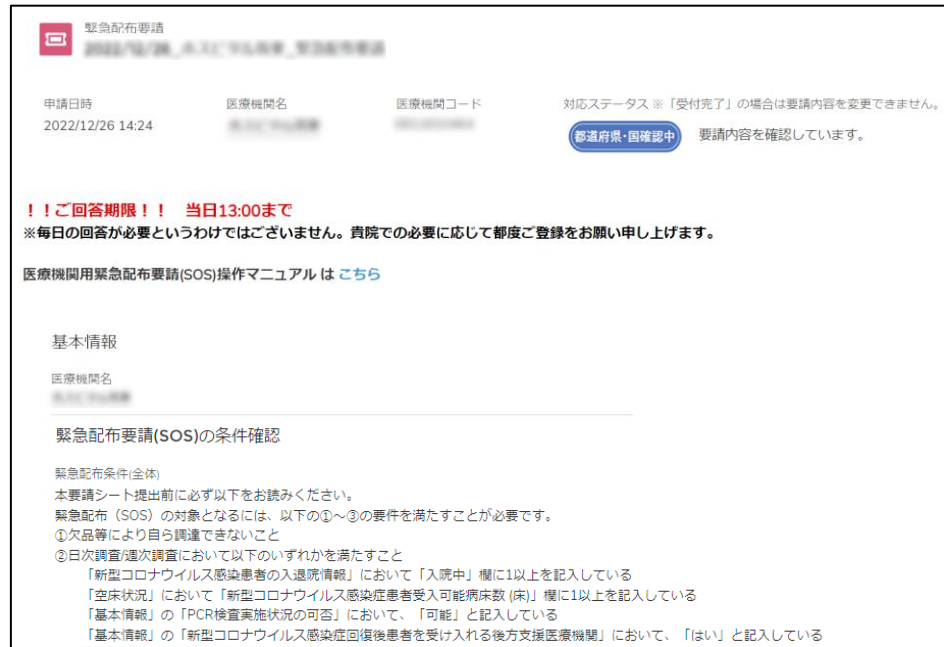 緊急配布要請
申請日時
医療機関名
医療機関コード
対応ステータス ※「受付完了」の場合は要請内容を変更できません。
2022/12/26 14:24
都道府県・国確認中
要請内容を確認しています。
！！ご回答期限！！　当日13:00まで
※毎日の回答が必要というわけではございません。貴院での必要に応じて都度ご登録をお願い申し上げます。
医療機関用緊急配布要請(SOS)操作マニュアル は こちら
基本情報
医療機関名
緊急配布要請(SOS)の条件確認
緊急配布条件(全体)
本要請シート提出前に必ず以下をお読みください。
緊急配布（SOS）の対象となるには、以下の①～③の要件を満たすことが必要です。
①欠品等により自ら調達できないこと
②日次調査/週次調査において以下のいずれかを満たすこと
「新型コロナウイルス感染患者の入退院情報」において「入院中」欄に1以上を記入している
「空床状況」において「新型コロナウイルス感染症患者受入可能病床数 (床)」欄に1以上を記入している
「基本情報」の「PCR検査実施状況の可否」において、「可能」と記入している
「基本情報」の「新型コロナウイルス感染症回復後患者を受け入れる後方支援医療機関」において、「はい」と記入している